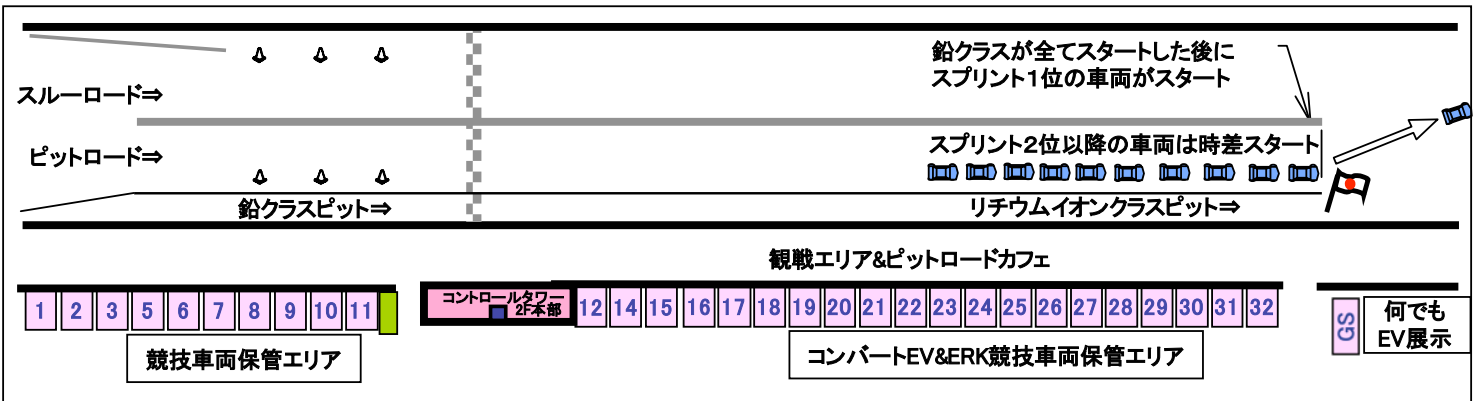 鉛クラスが全てスタートした後に
スプリント1位の車両がスタート
スルーロード⇒
スプリント2位以降の車両は時差スタート
ピットロード⇒
鉛クラスピット⇒
リチウムイオンクラスピット⇒
観戦エリア&ピットロードカフェ
1 2 3 5 6 7 8 9 10 11
コントロールタワー
2F本部
12 14 15 16 17 18 19 20 21 22 23 24 25 26 27 28 29 30 31 32
GS
何でも
EV展示
競技車両保管エリア
コンバートEV&ERK競技車両保管エリア